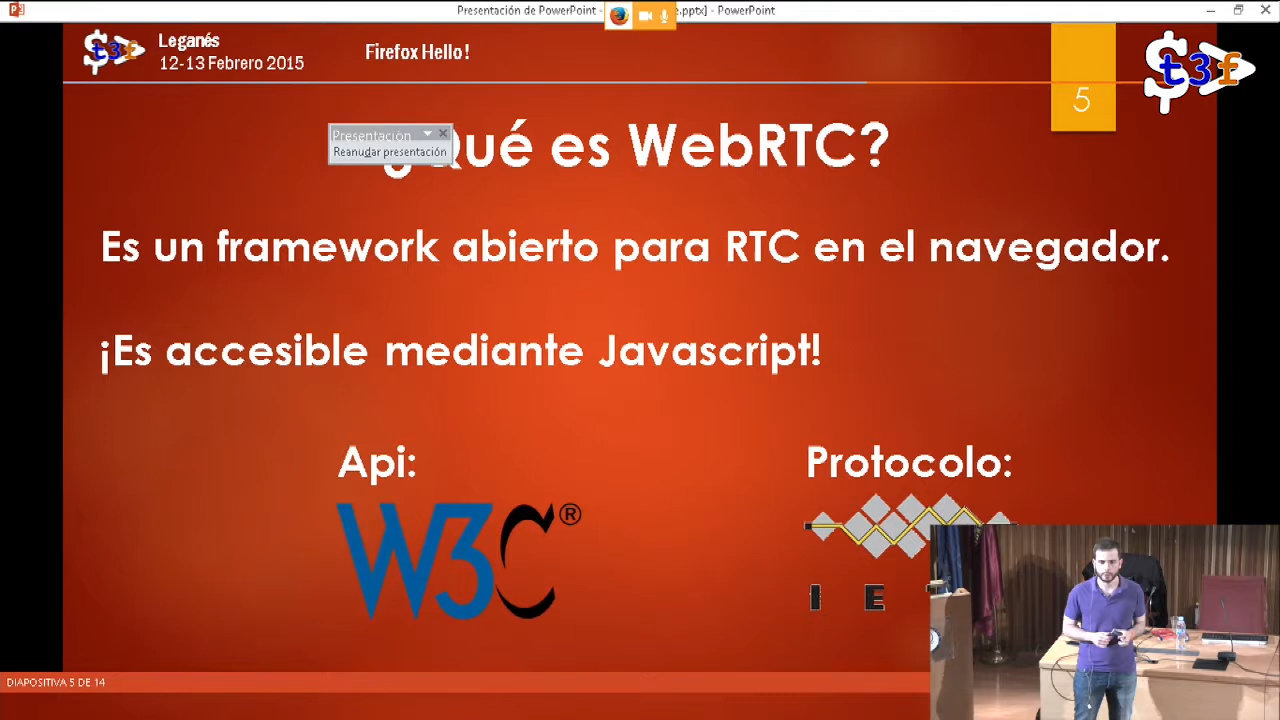 Presentación de PowerPoint - e.pptx] - PowerPoint
Leganés
12-13 Febrero 2015
Firefox Hello!
$t3f
5
$t3f
Presentación
Reanudar presentación
¿Qué es WebRTC?
Es un framework abierto para RTC en el navegador.
¡Es accesible mediante Javascript!
Api:
Protocolo:
W3C®
I E
DIAPOSITIVA 5 DE 14